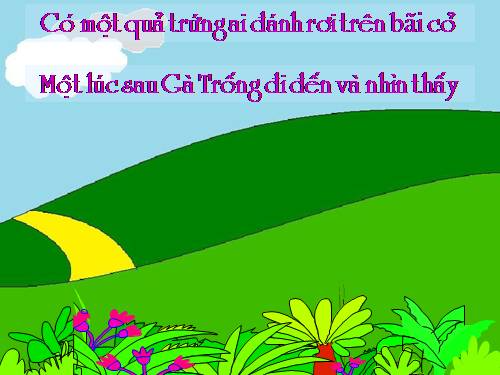 Có một quả trứng ai đánh rơi trên bãi cỏ
Một lúc sau Gà Trống đi đến và nhìn thấy